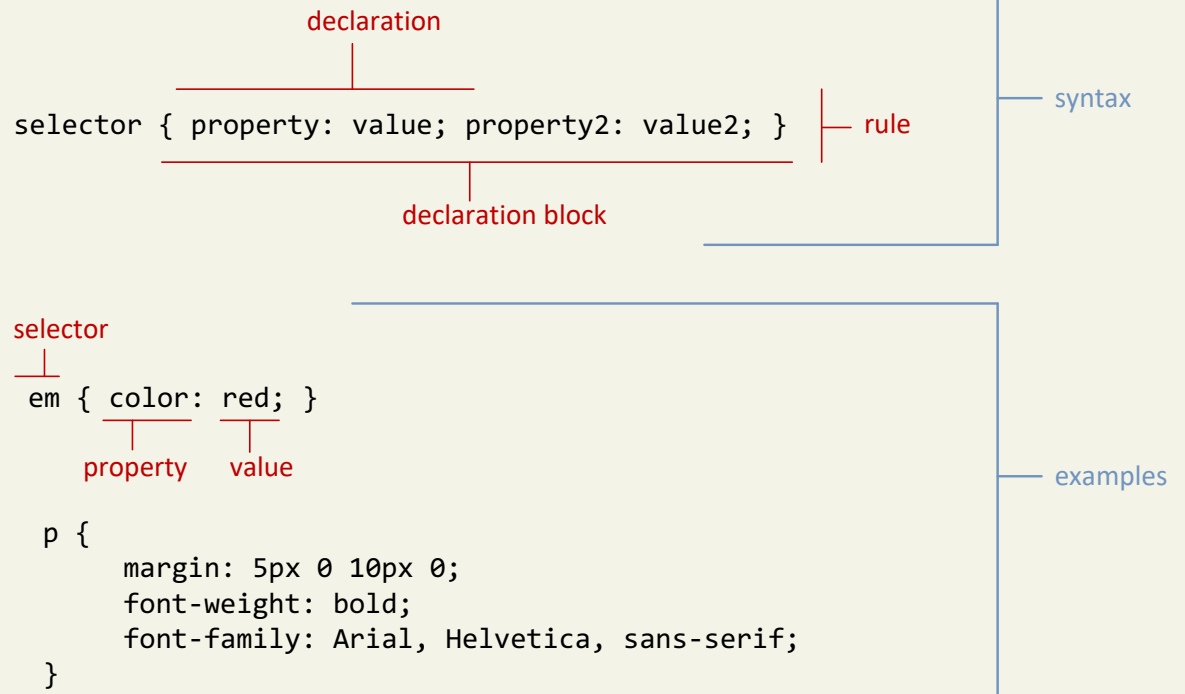 declaration
syntax
selector { property: value; property2: value2; }
rule
declaration block
selector
em { color: red; }
property value
examples
p {
margin: 5px 0 10px 0;
font-weight: bold;
font-family: Arial, Helvetica, sans-serif;
}